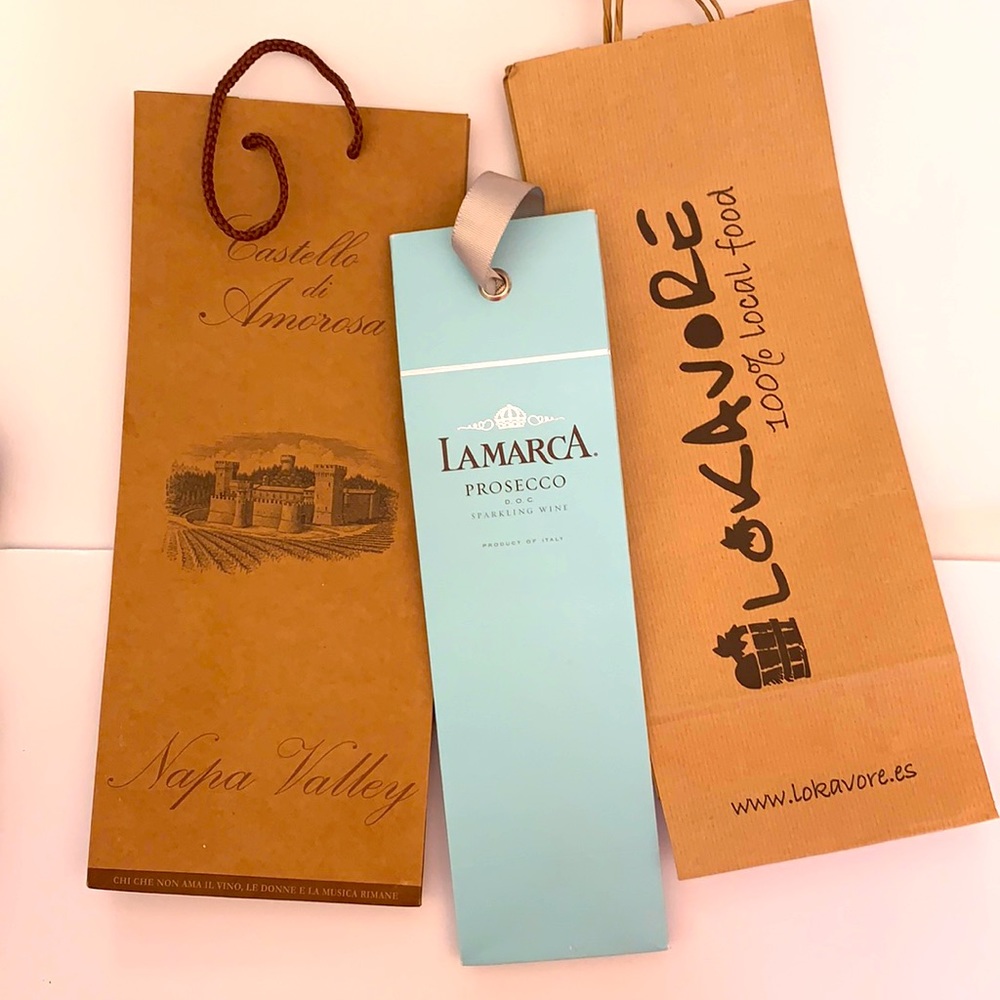 Castello
di
Amorosa
Napa Valley
CHI CHE NON AMA IL VINO, LE DONNE E LA MUSICA RIMANE
LAMARCA.
PROSECCO
D.O.C
SPARKLING WINE
PRODUCT OF ITALY
LOKAVORE
100% local food
www.lokavore.es